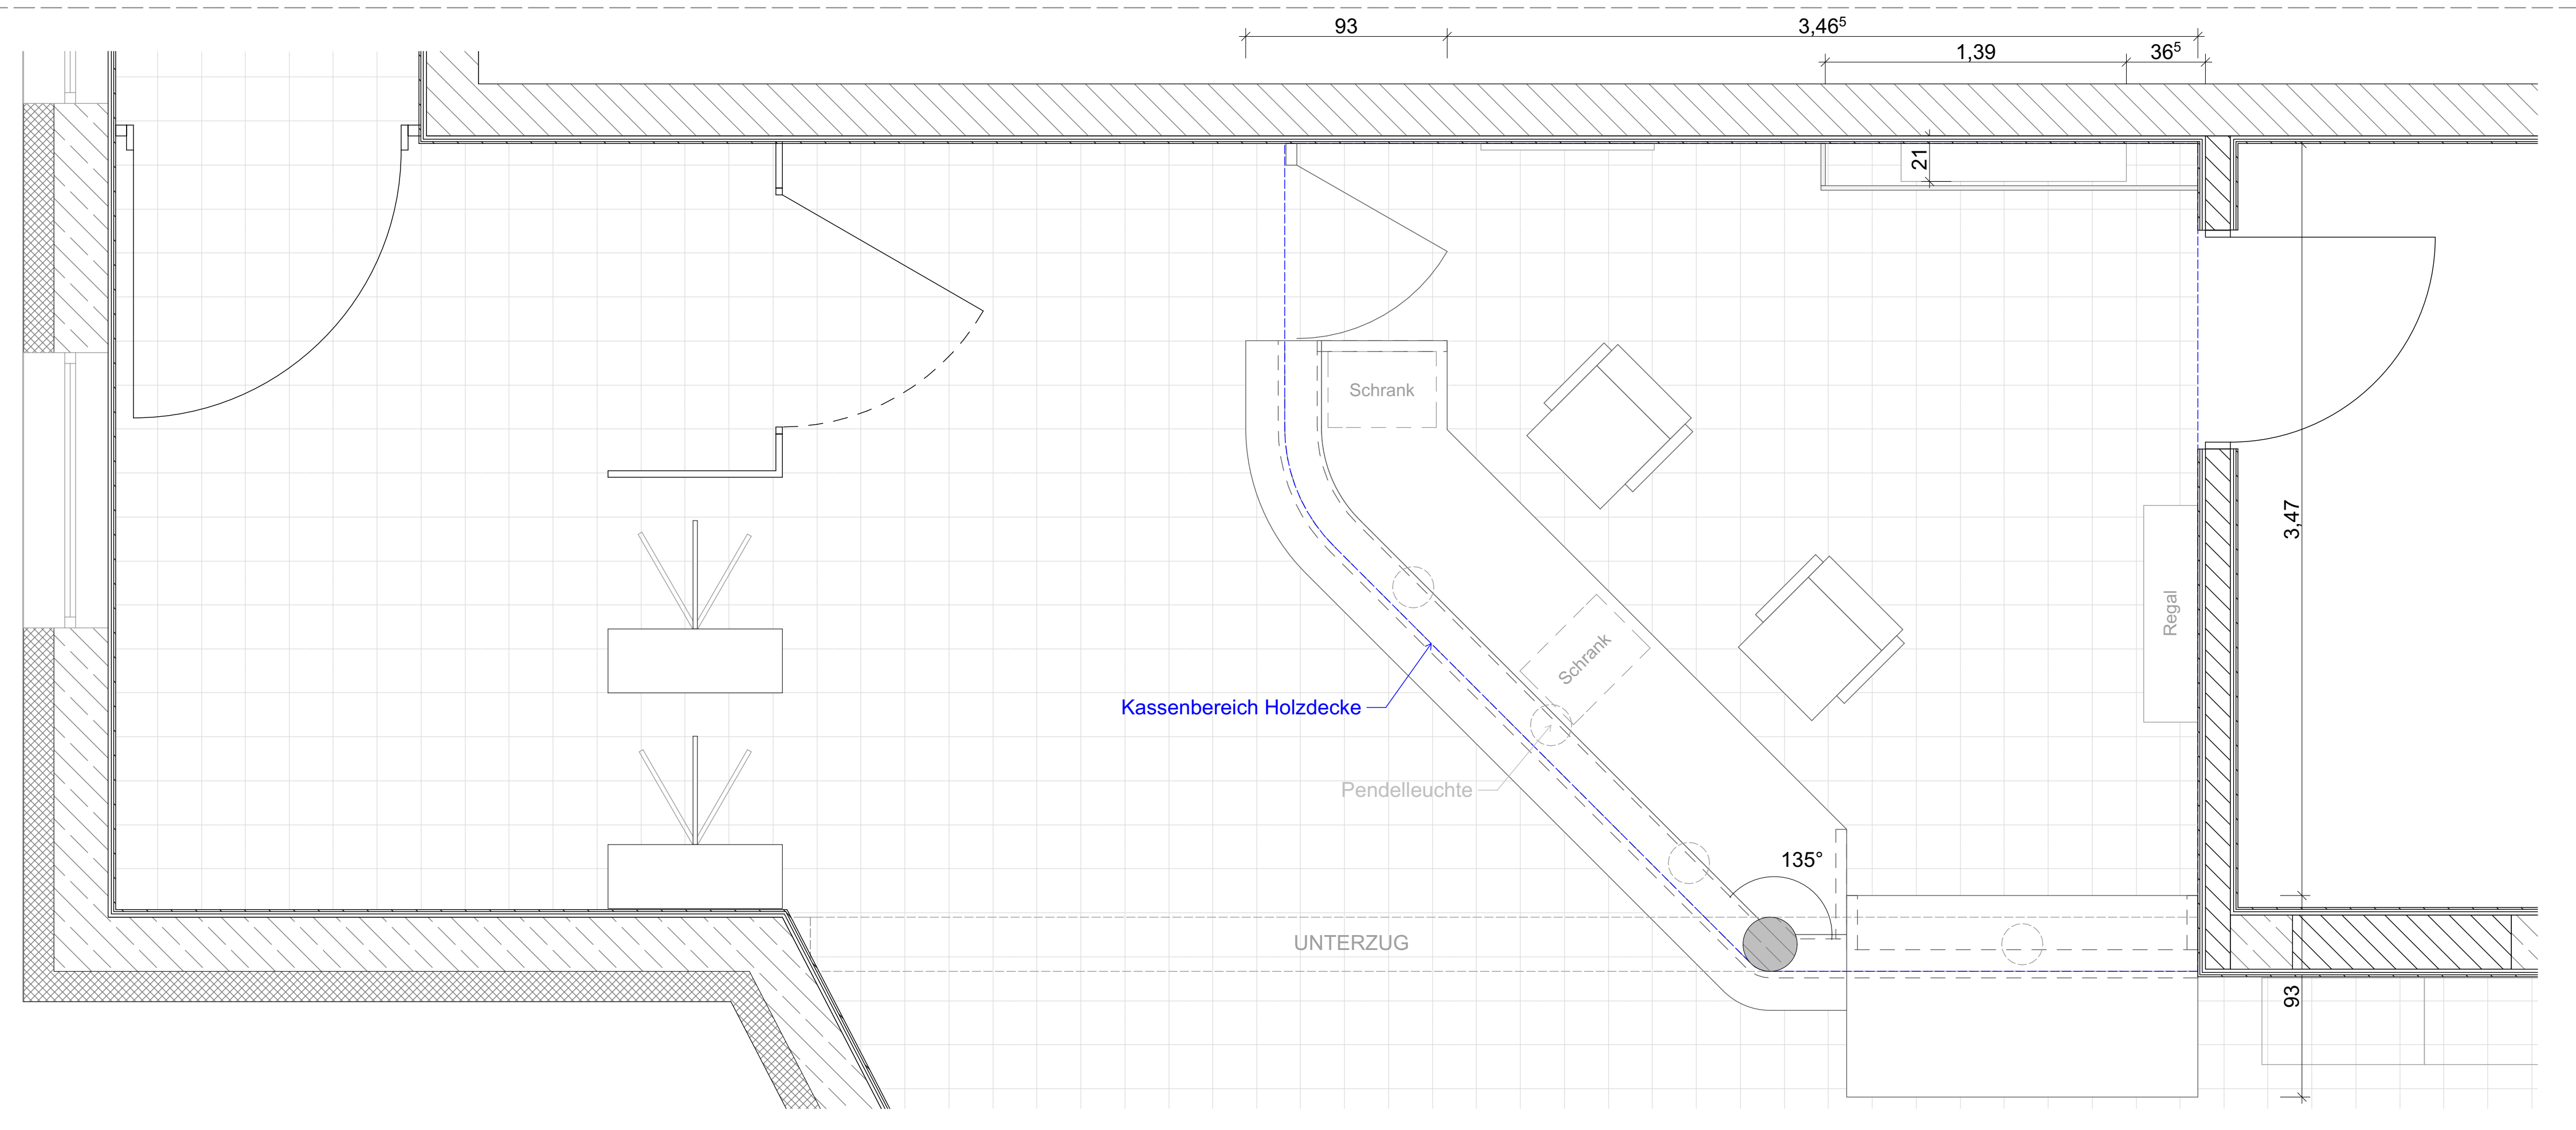 93
3,46⁵
1,39
36⁵
21
Schrank
3,47
Regal
Schrank
Kassenbereich Holzdecke
Pendelleuchte
135°
UNTERZUG
93